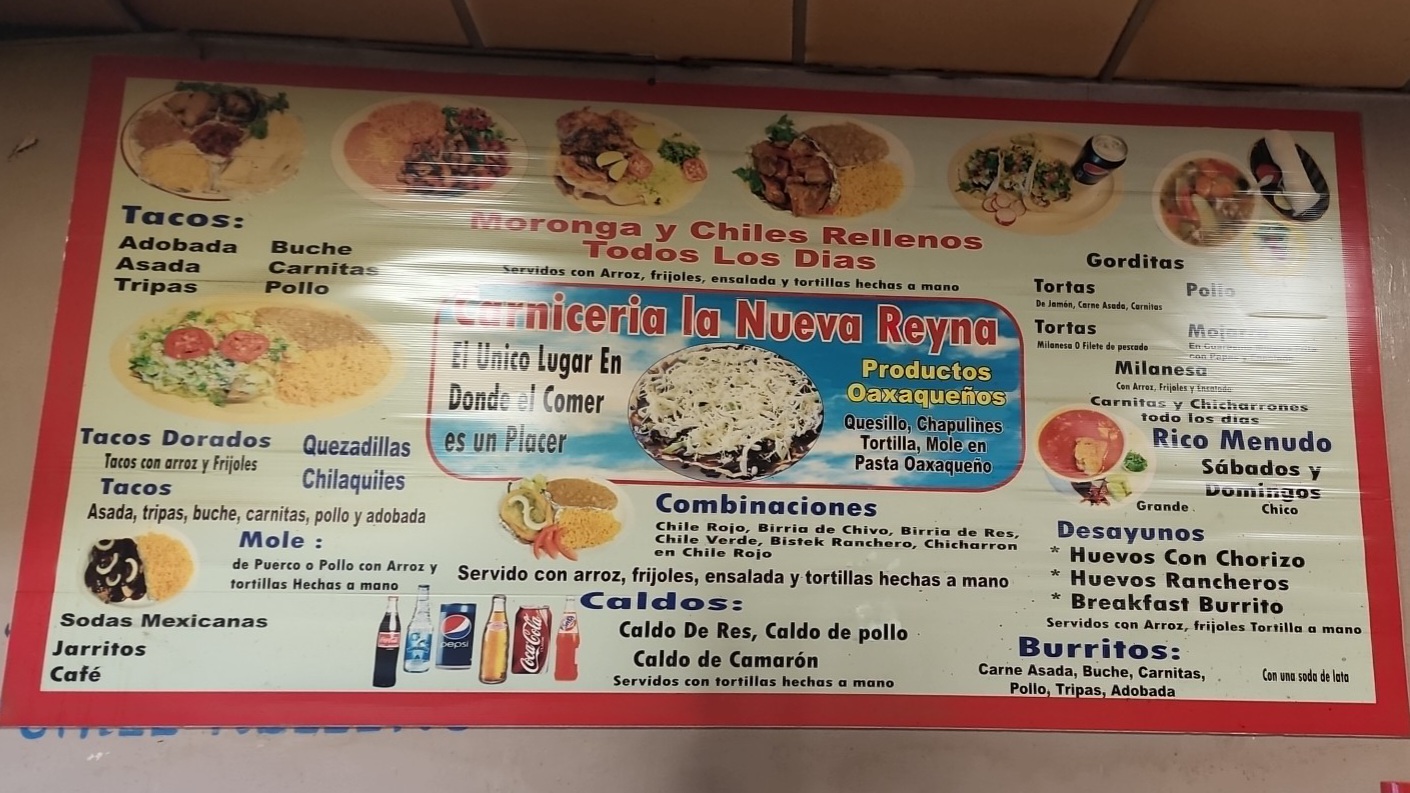 Tacos:
Adobada Buche
Asada Carnitas
Tripas Pollo
Moronga y Chiles Rellenos
Todos Los Dias
Servidos con Arroz, frijoles, ensalada y tortillas hechas a mano
Carniceria la Nueva Reyna
El Unico Lugar En
Donde el Comer
es un Placer
Productos
Oaxaqueños
Quesillo, Chapulines
Tortilla, Mole en
Pasta Oaxaqueño
Gorditas
Tortas Pollo
De Jamón, Carne Asada, Carnitas
Tortas
Milanesa O Filete de pescado
Milanesa
Con Arroz, Frijoles y Ensalada
Carnitas y Chicharrones
todo los dias
Rico Menudo
Sábados y
Domingos
Grande Chico
Tacos Dorados
Tacos con arroz y Frijoles
Quezadillas
Chilaquiles
Tacos
Asada, tripas, buche, carnitas, pollo y adobada
Mole :
de Puerco o Pollo con Arroz y
tortillas Hechas a mano
Combinaciones
Chile Rojo, Birria de Chivo, Birria de Res,
Chile Verde, Bistek Ranchero, Chicharron
en Chile Rojo
Servido con arroz, frijoles, ensalada y tortillas hechas a mano
Desayunos
* Huevos Con Chorizo
* Huevos Rancheros
* Breakfast Burrito
Servidos con Arroz, frijoles Tortilla a mano
Sodas Mexicanas
Jarritos
Café
pepsi
Coca-Cola
Caldos:
Caldo De Res, Caldo de pollo
Caldo de Camarón
Servidos con tortillas hechas a mano
Burritos:
Carne Asada, Buche, Carnitas,
Pollo, Tripas, Adobada
Con una soda de lata